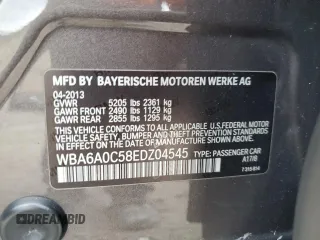 MFD BY BAYERISCHE MOTOREN WERKE AG
04-2013
GVWR 5205 lbs 2361 kg
GAWR FRONT 2490 lbs 1129 kg
GAWR REAR 2855 lbs 1295 kg
THIS VEHICLE CONFORMS TO ALL APPLICABLE U.S. FEDERAL MOTOR VEHICLE SAFETY, BUMPER, AND THEFT PREVENTION STANDARDS IN EFFECT ON THE DATE OF MANUFACTURE SHOWN ABOVE.
WBA6A0C58EDZ04545 TYPE: PASSENGER CAR
A17/8
DREAMBID